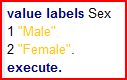 value labels Sex
1 "Male"
2 "Female".
execute.